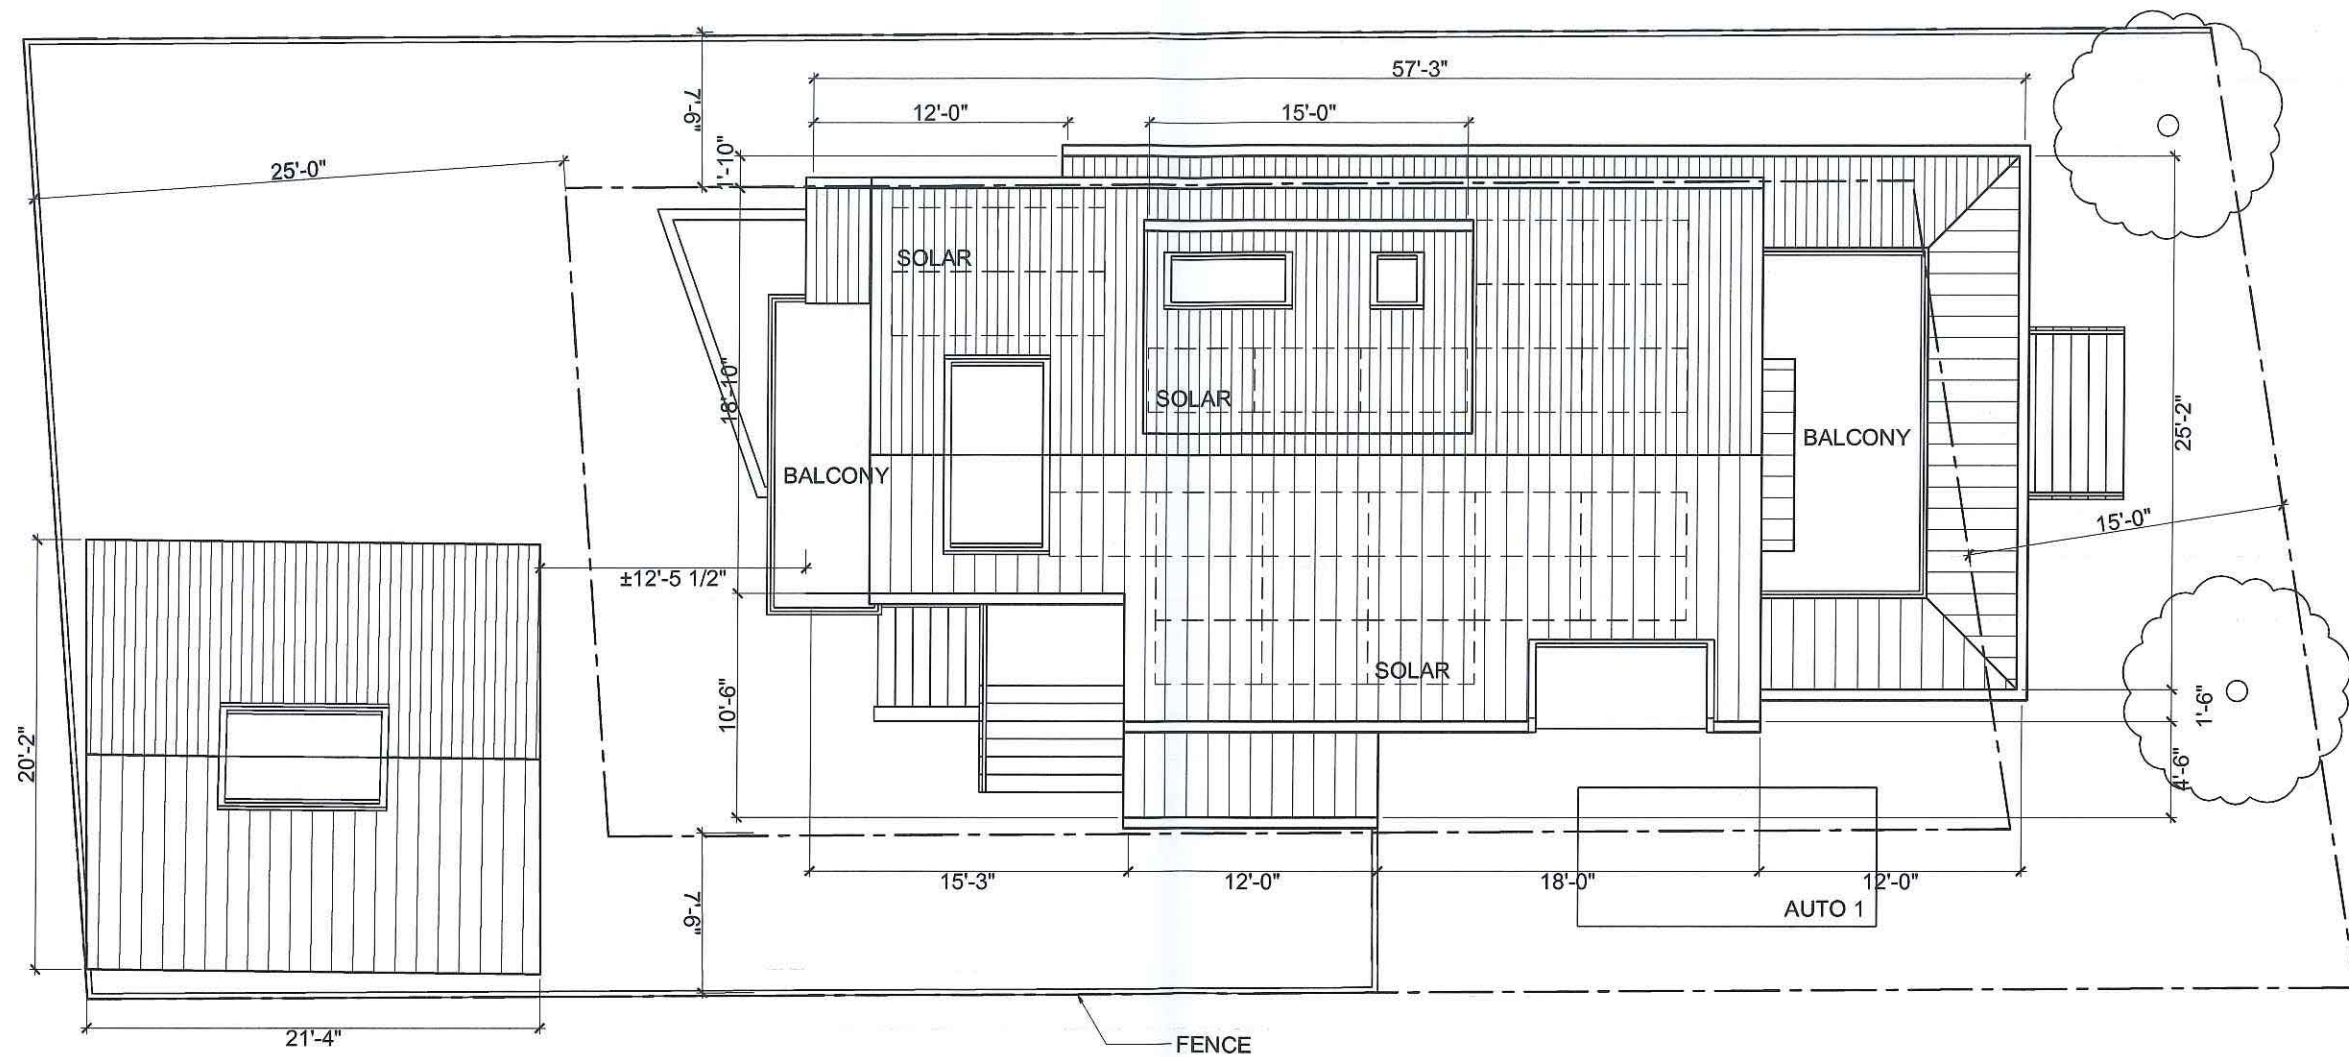 57'-3"
12'-0"
15'-0"
7'-6"
1'-10"
25'-0"
SOLAR
18'-10"
SOLAR
25'-2"
BALCONY
BALCONY
15'-0"
±12'-5 1/2"
SOLAR
10'-6"
1'-6"
20'-2"
4'-6"
15'-3"
12'-0"
18'-0"
12'-0"
7'-6"
AUTO 1
21'-4"
FENCE